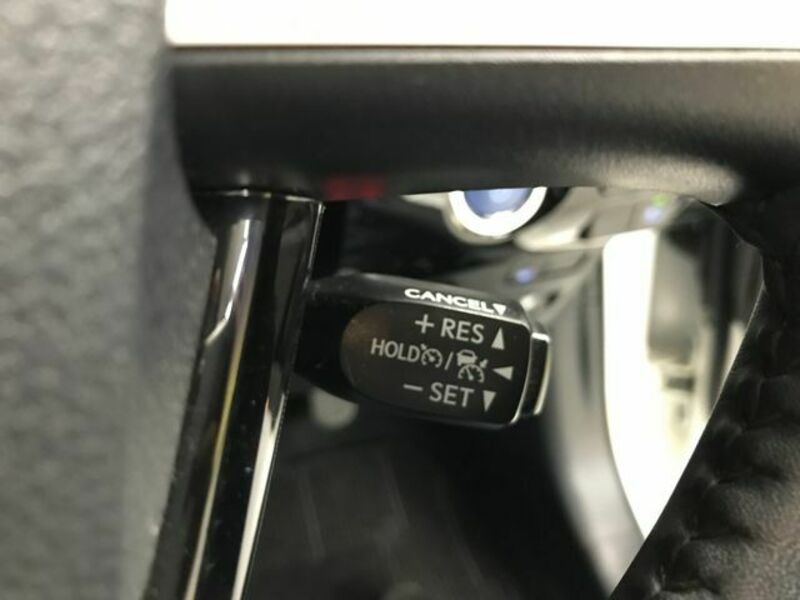 CANCEL▼
+ RES ▲
HOLD / ◀
− SET ▼